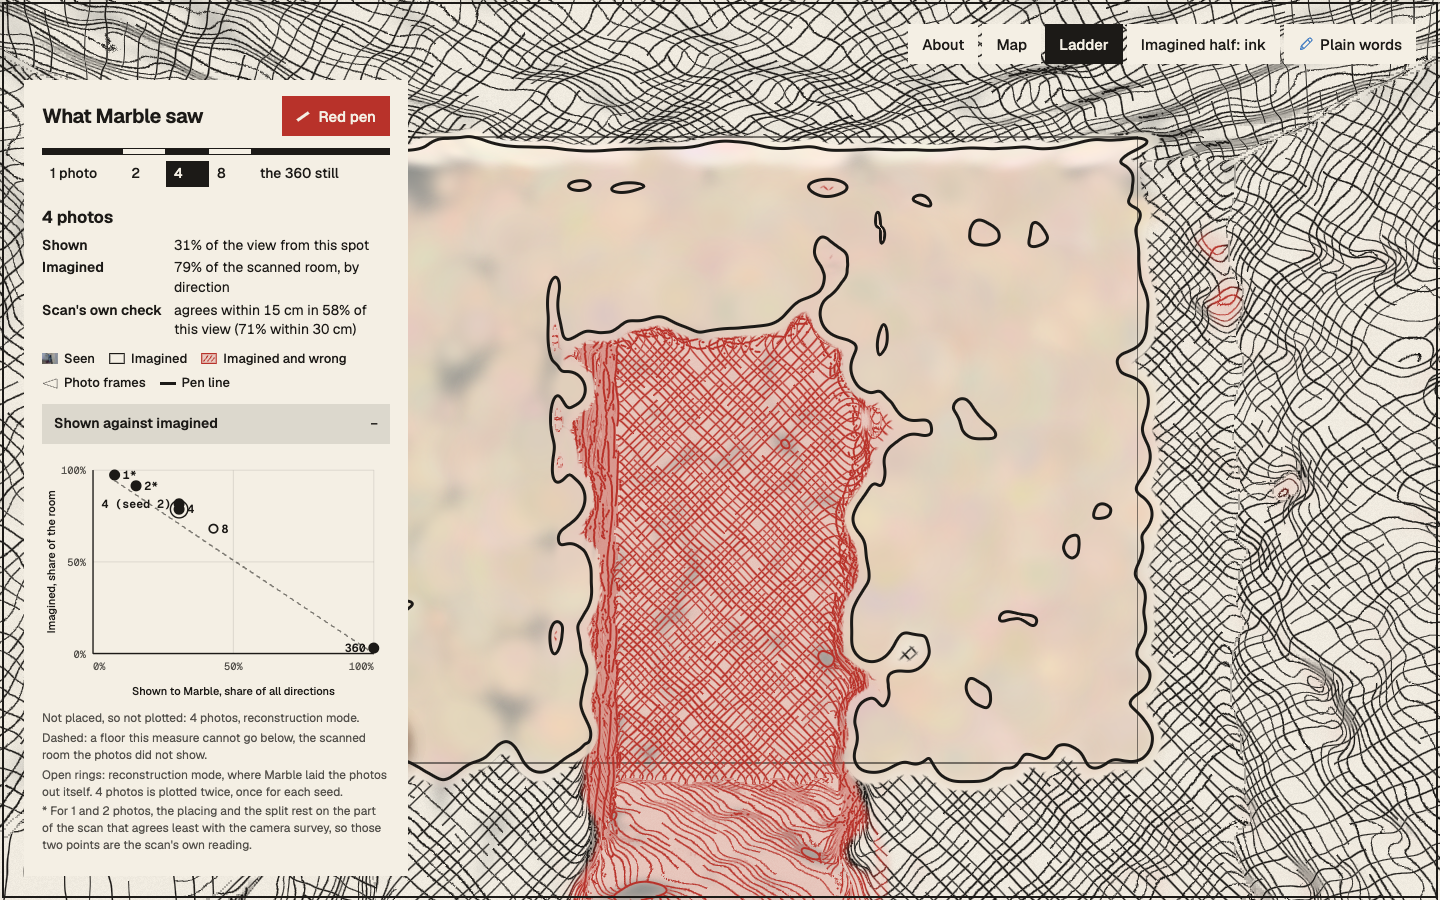 About
Map
Ladder
Imagined half: ink
Plain words
What Marble saw
Red pen
1 photo
2
4
8
the 360 still
4 photos
Shown
31% of the view from this spot
Imagined
79% of the scanned room, by
direction
Scan's own check
agrees within 15 cm in 58% of
this view (71% within 30 cm)
Seen
Imagined
Imagined and wrong
Photo frames
Pen line
Shown against imagined
–
100%
1*
2*
4 (seed 2)
4
8
50%
0%
360
0%
50%
100%
Imagined, share of the room
Shown to Marble, share of all directions
Not placed, so not plotted: 4 photos, reconstruction mode.
Dashed: a floor this measure cannot go below, the scanned
room the photos did not show.
Open rings: reconstruction mode, where Marble laid the photos
out itself. 4 photos is plotted twice, once for each seed.
* For 1 and 2 photos, the placing and the split rest on the part
of the scan that agrees least with the camera survey, so those
two points are the scan's own reading.